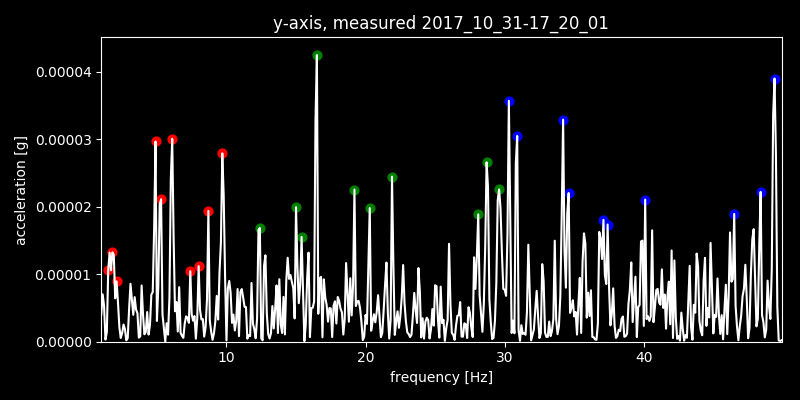 y-axis, measured 2017_10_31-17_20_01
0.00004
0.00003
0.00002
0.00001
0.00000
acceleration [g]
10 20 30 40
frequency [Hz]